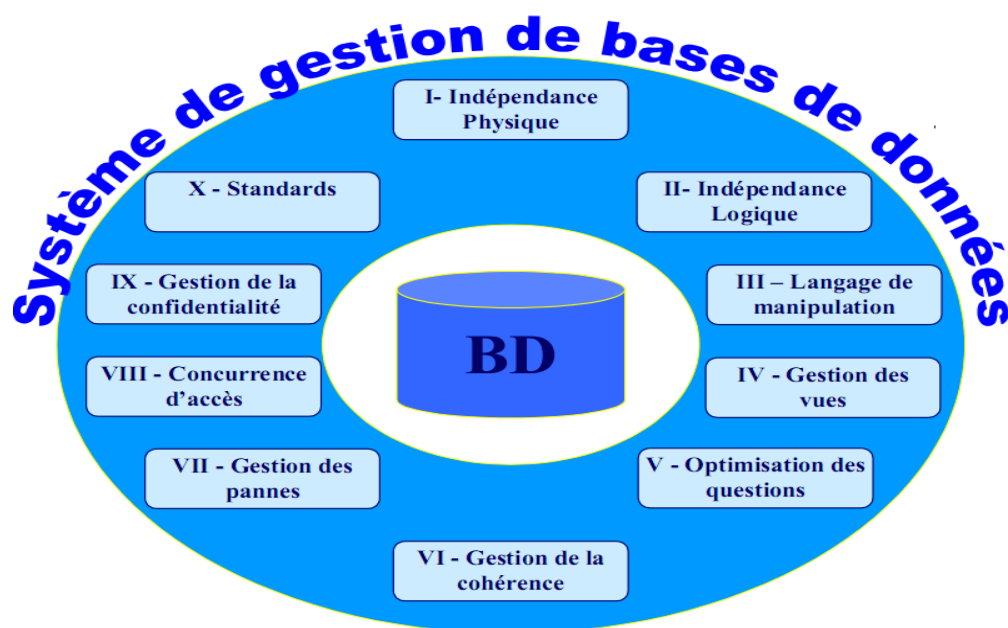 Système de gestion de bases de données
I- Indépendance
Physique
II- Indépendance
Logique
III – Langage de
manipulation
IV - Gestion des
vues
V - Optimisation des
questions
VI - Gestion de la
cohérence
VII - Gestion des
pannes
VIII - Concurrence
d’accès
IX - Gestion de la
confidentialité
X - Standards
BD